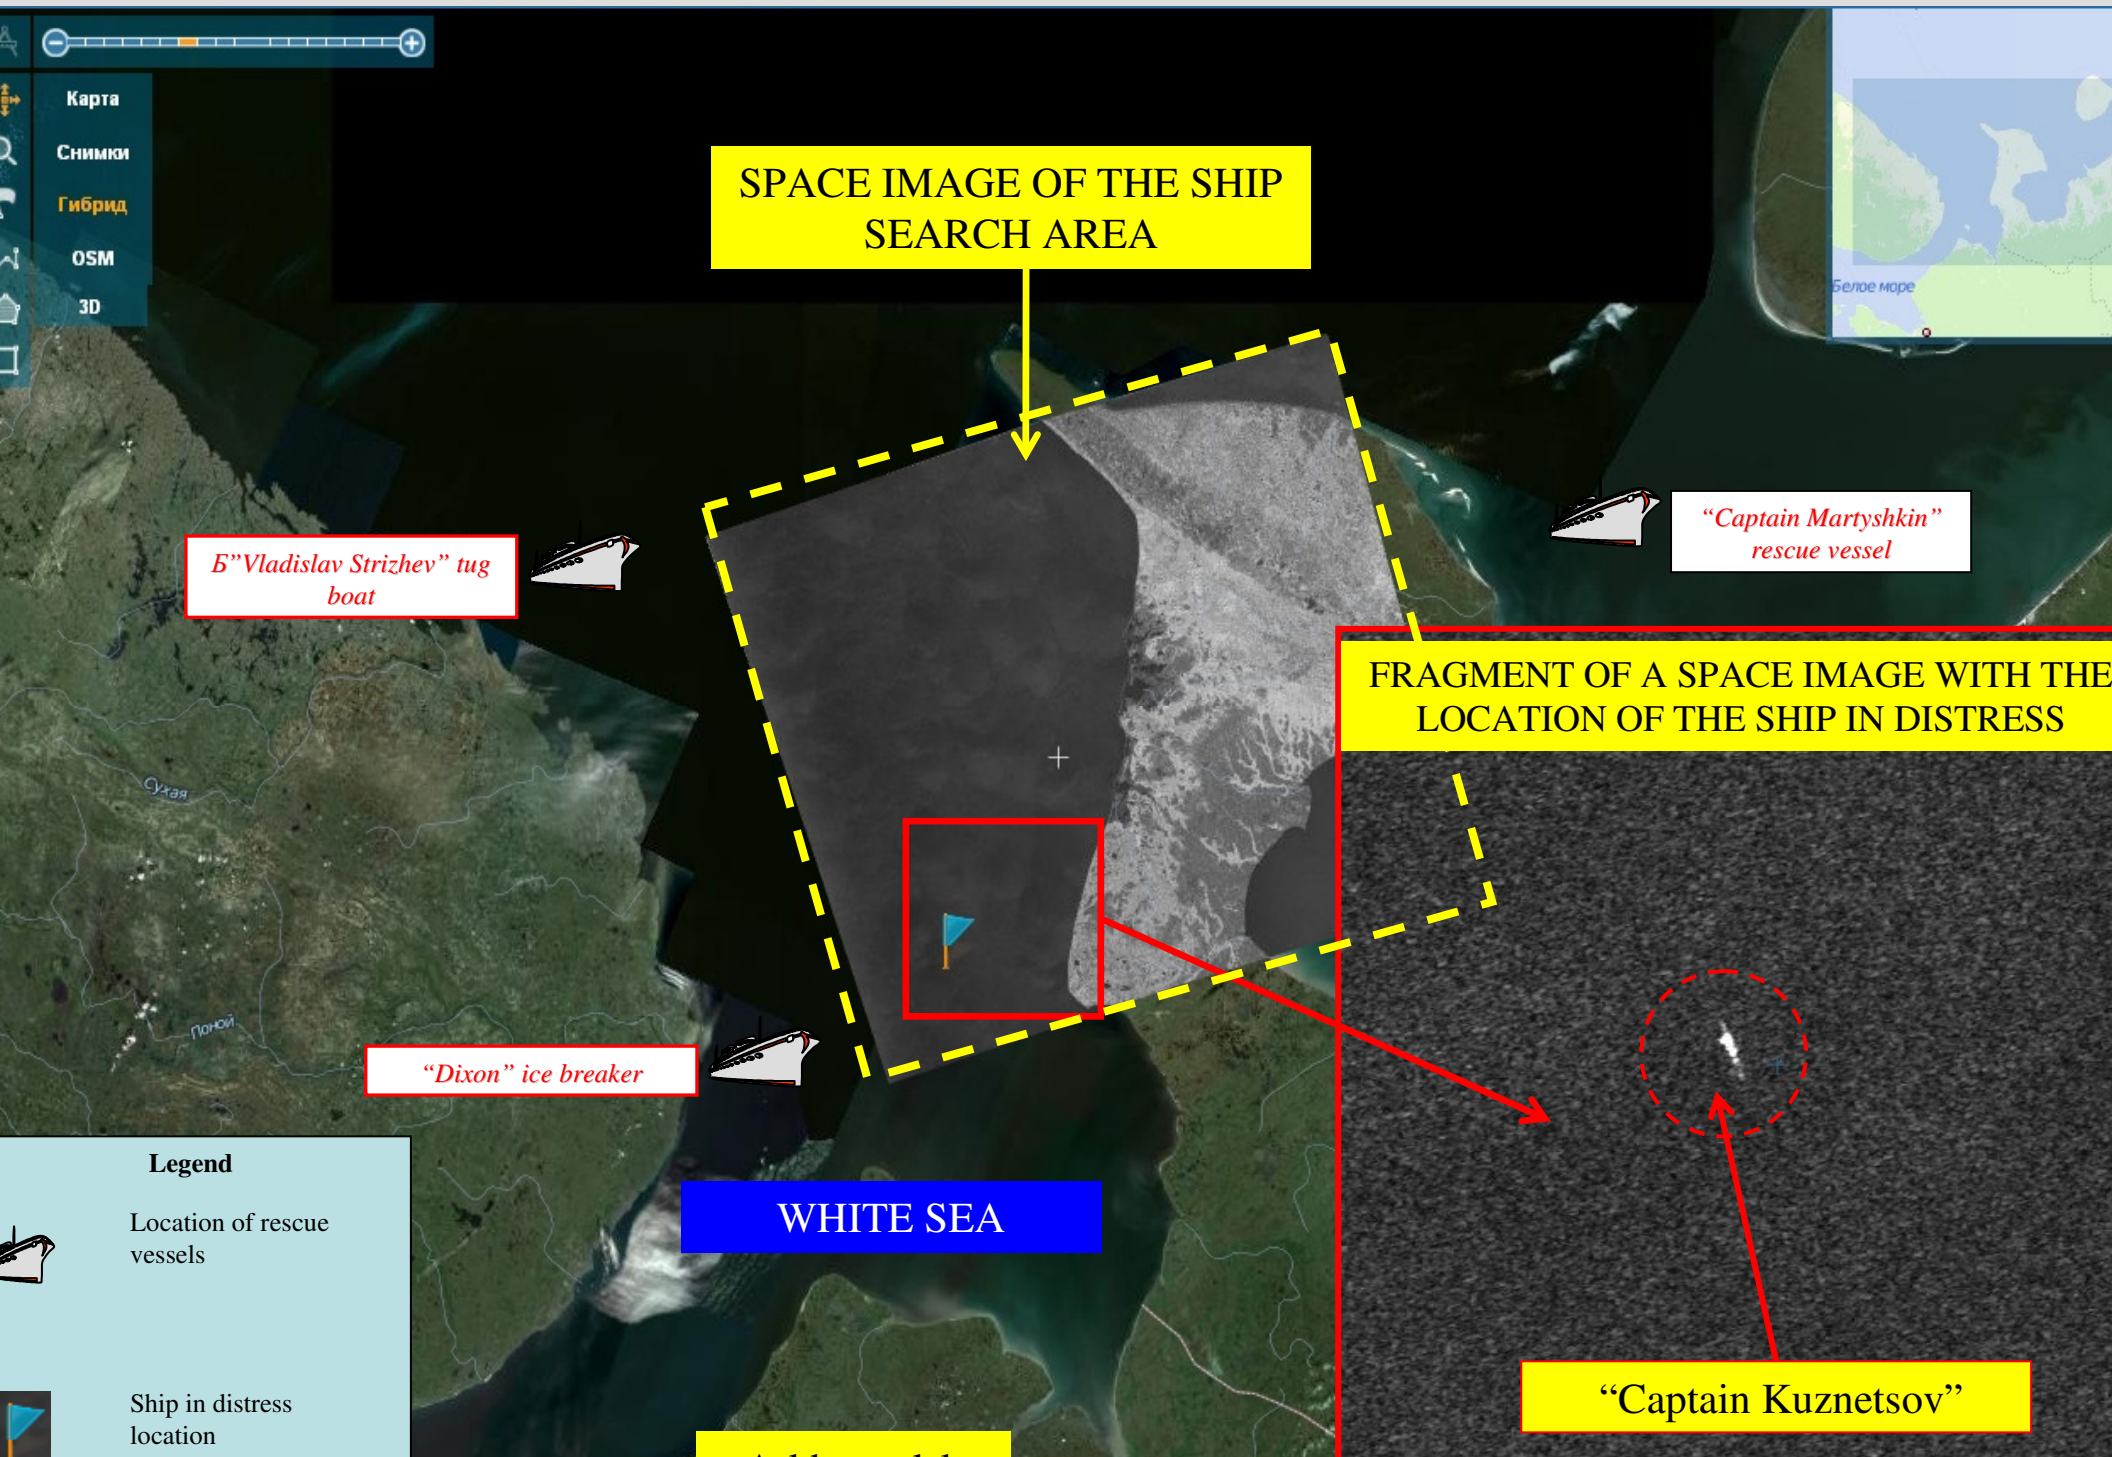 Карта
Снимки
Гибрид
OSM
3D
SPACE IMAGE OF THE SHIP
SEARCH AREA
Белое море
Б”Vladislav Strizhev” tug
boat
“Captain Martyshkin”
rescue vessel
FRAGMENT OF A SPACE IMAGE WITH THE
LOCATION OF THE SHIP IN DISTRESS
Сухая
Поной
“Dixon” ice breaker
Legend
Location of rescue
vessels
Ship in distress
location
WHITE SEA
“Captain Kuznetsov”